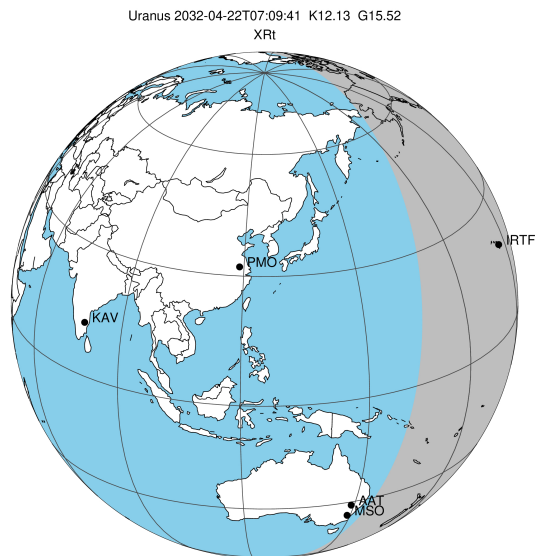 Uranus 2032-04-22T07:09:41 K12.13 G15.52
XRt
IRTF
PMO
KAV
AAT
MSO